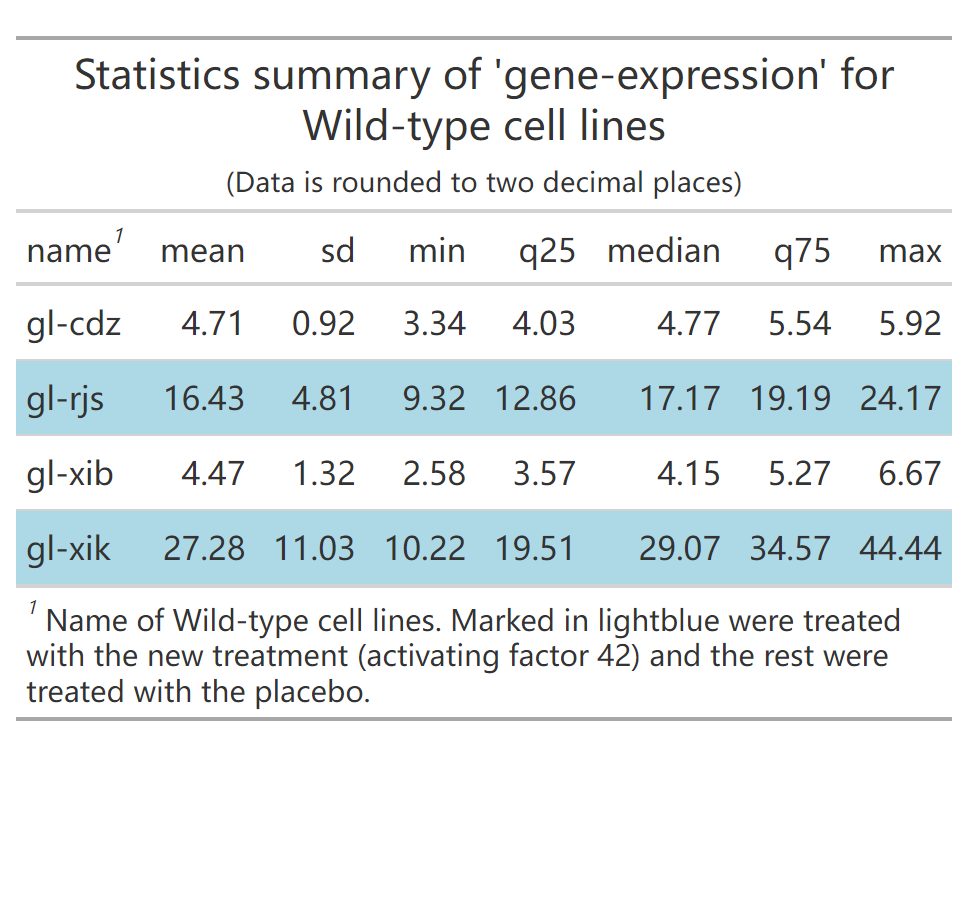 Statistics summary of 'gene-expression' for
Wild-type cell lines
(Data is rounded to two decimal places)
name1 mean sd min q25 median q75 max
gl-cdz 4.71 0.92 3.34 4.03 4.77 5.54 5.92
gl-rjs 16.43 4.81 9.32 12.86 17.17 19.19 24.17
gl-xib 4.47 1.32 2.58 3.57 4.15 5.27 6.67
gl-xik 27.28 11.03 10.22 19.51 29.07 34.57 44.44
1 Name of Wild-type cell lines. Marked in lightblue were treated
with the new treatment (activating factor 42) and the rest were
treated with the placebo.